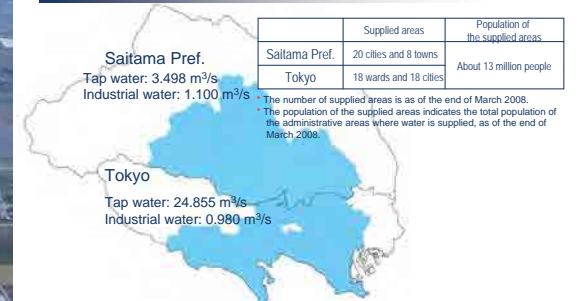 Supplied areas
Population of
the supplied areas
Saitama Pref.
20 cities and 8 towns
About 13 million people
Tokyo
18 wards and 18 cities
* The number of supplied areas is as of the end of March 2008.
* The population of the supplied areas indicates the total population of
the administrative areas where water is supplied, as of the end of
March 2008.
Saitama Pref.
Tap water: 3.498 m³/s
Industrial water: 1.100 m³/s
Tokyo
Tap water: 24.855 m³/s
Industrial water: 0.980 m³/s